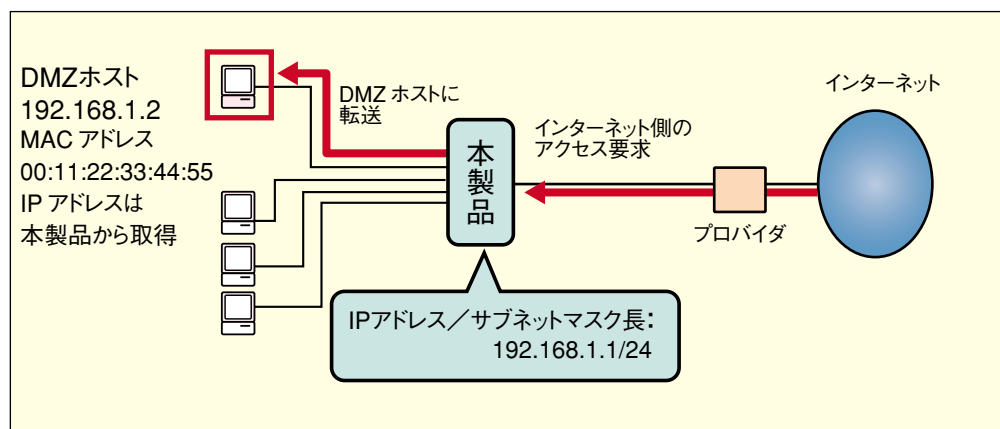 DMZホスト
192.168.1.2
MAC アドレス
00:11:22:33:44:55
IP アドレスは
本製品から取得
DMZ ホストに
転送
本製品
インターネット側の
アクセス要求
プロバイダ
インターネット
IPアドレス／サブネットマスク長：
192.168.1.1/24